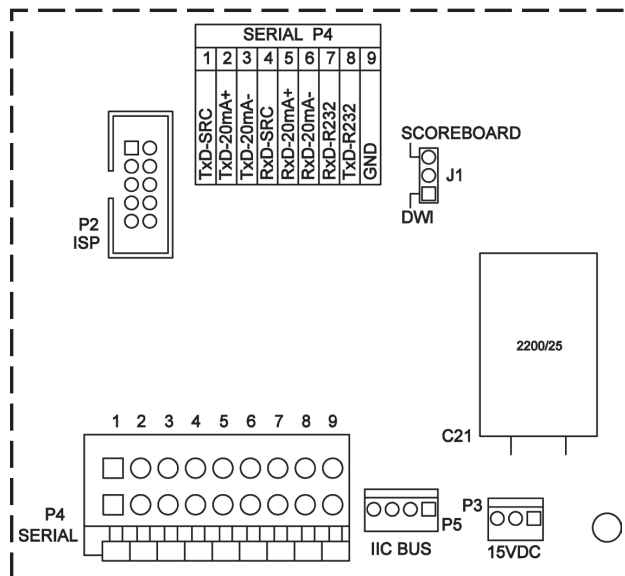 SERIAL P4
1 2 3 4 5 6 7 8 9
TxD-SRC
TxD-20mA+
TxD-20mA-
RxD-SRC
RxD-20mA+
RxD-20mA-
RxD-R232
TxD-R232
GND
SCOREBOARD
J1
DWI
P2
ISP
2200/25
C21
1 2 3 4 5 6 7 8 9
P4
SERIAL
P5
IIC BUS
P3
15VDC